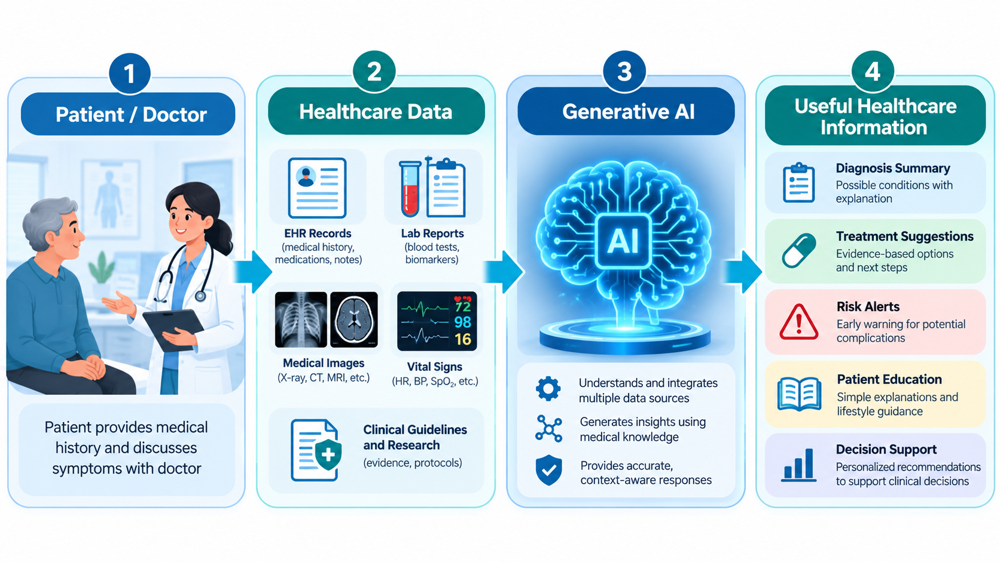 1
Patient / Doctor
Patient provides medical
history and discusses
symptoms with doctor
2
Healthcare Data
EHR Records
(medical history,
medications, notes)
Lab Reports
(blood tests,
biomarkers)
72
98
16
Medical Images
(X-ray, CT, MRI, etc.)
Vital Signs
(HR, BP, SpO₂, etc.)
Clinical Guidelines
and Research
(evidence, protocols)
3
Generative AI
AI
Understands and integrates
multiple data sources
Generates insights using
medical knowledge
Provides accurate,
context-aware responses
4
Useful Healthcare
Information
Diagnosis Summary
Possible conditions with
explanation
Treatment Suggestions
Evidence-based options
and next steps
Risk Alerts
Early warning for potential
complications
Patient Education
Simple explanations and
lifestyle guidance
Decision Support
Personalized recommendations
to support clinical decisions